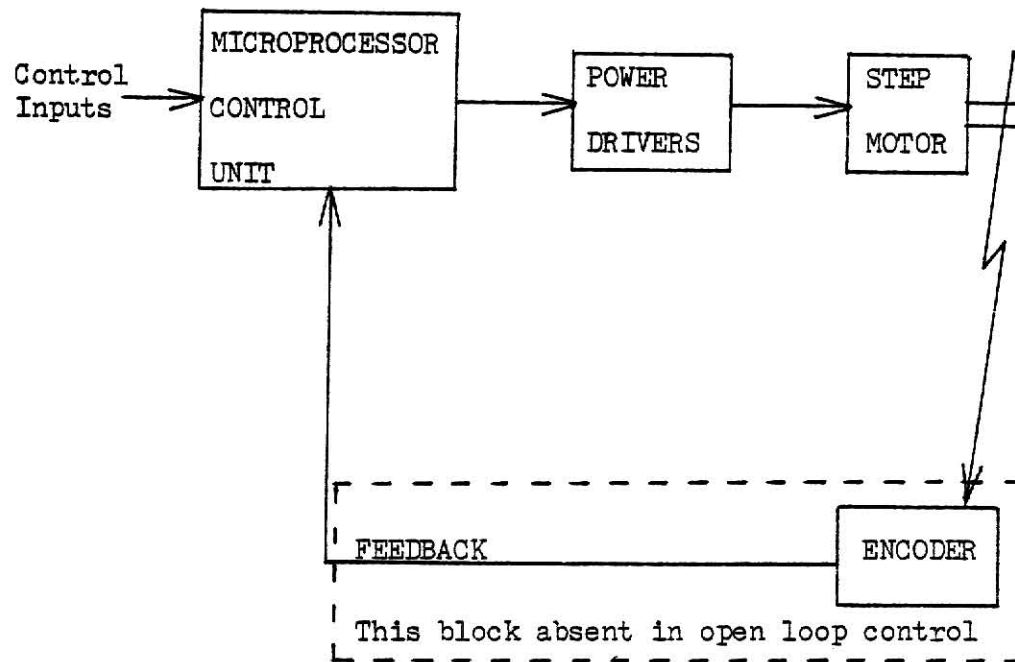 Control
Inputs
MICROPROCESSOR
CONTROL
UNIT
POWER
DRIVERS
STEP
MOTOR
FEEDBACK
ENCODER
This block absent in open loop control